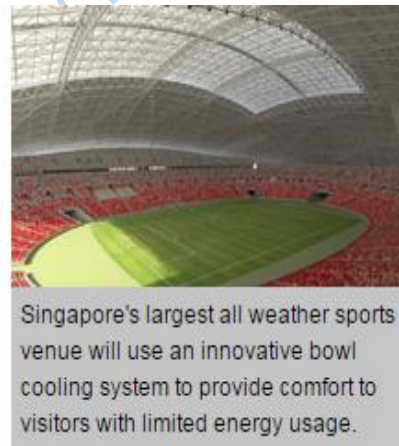 Singapore's largest all weather sports
venue will use an innovative bowl
cooling system to provide comfort to
visitors with limited energy usage.